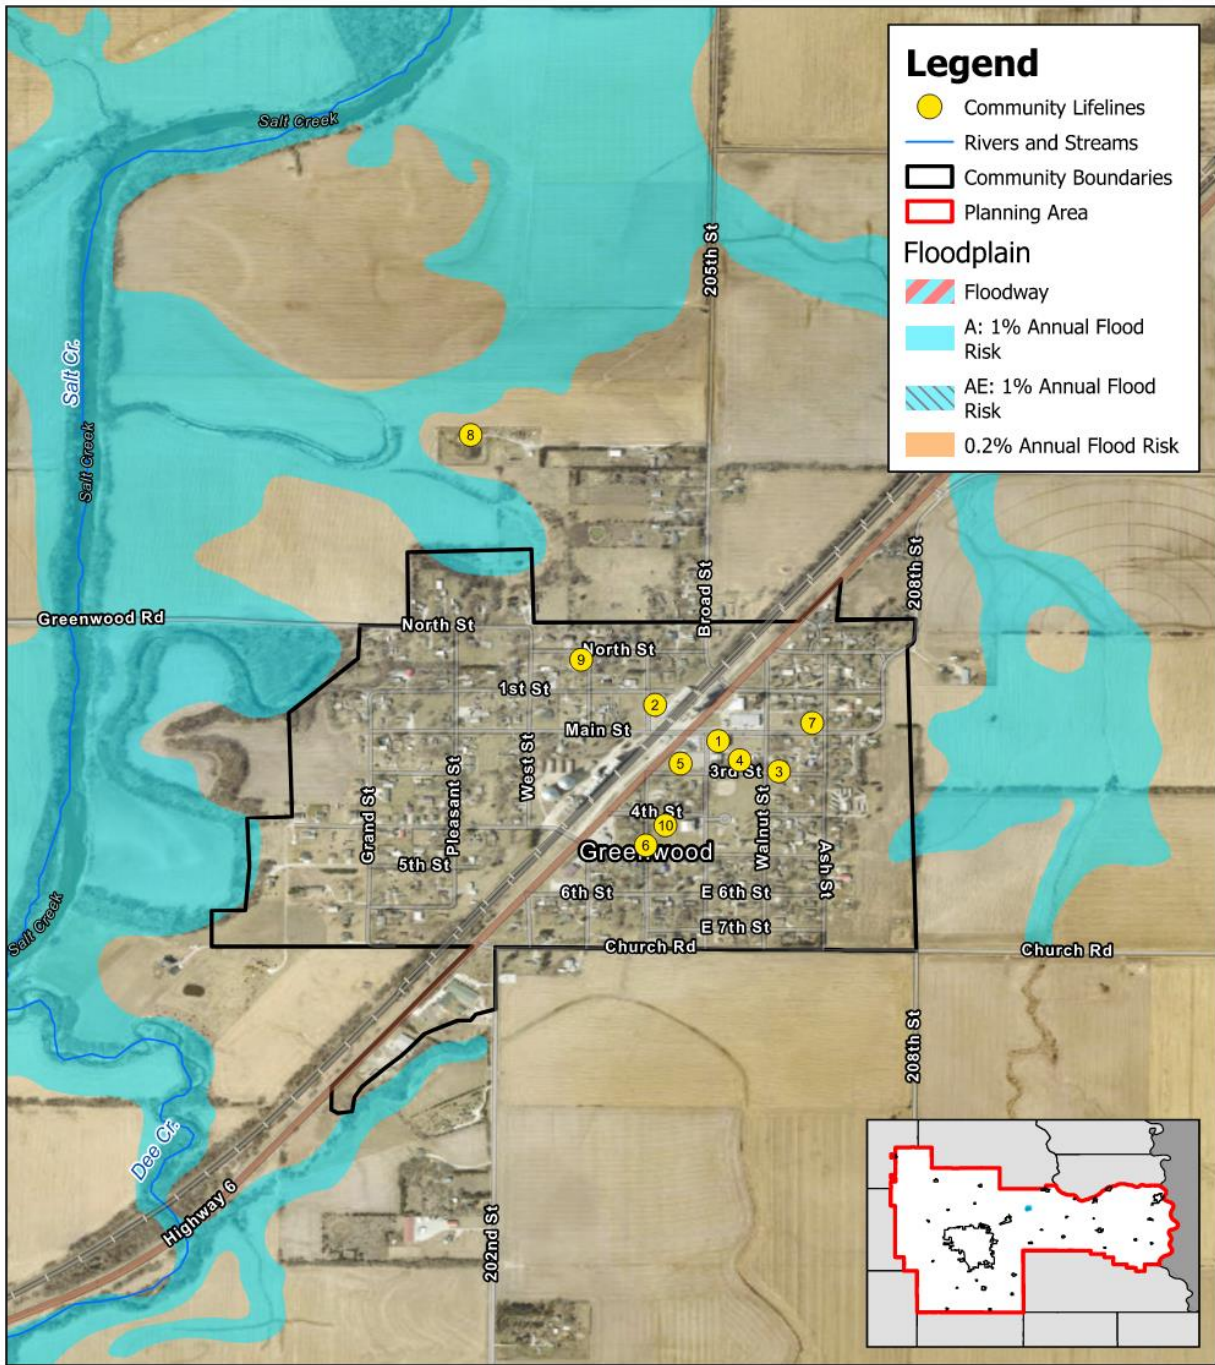 Legend
Community Lifelines
Rivers and Streams
Community Boundaries
Planning Area
Floodplain
Floodway
A: 1% Annual Flood
Risk
AE: 1% Annual Flood
Risk
0.2% Annual Flood Risk
Salt Creek
205th St
Salt Cr.
Salt Creek
8
Broad St
208th St
Greenwood Rd
North St
North St
9
1st St
2
Main St
7
1
5
4
3rd St
3
West St
Pleasant St
Grand St
4th St
10
Walnut St
Ash St
6
Greenwood
5th St
6th St
E 6th St
E 7th St
Church Rd
Church Rd
Salt Creek
208th St
Dee Cr.
Highway 6
202nd St